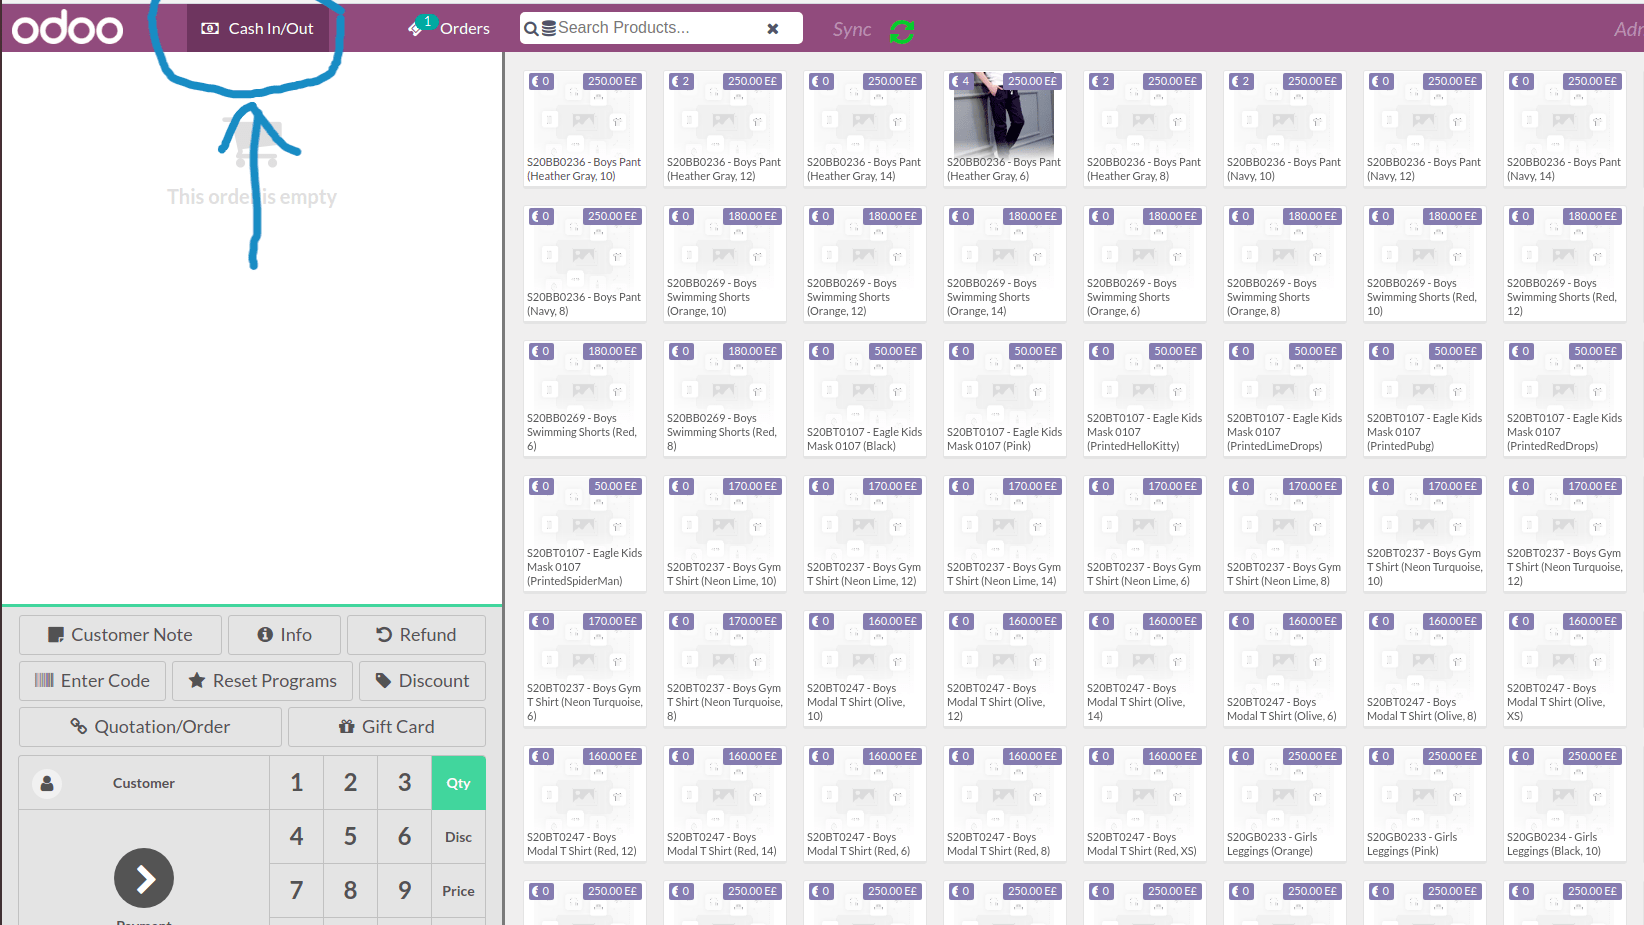 odoo
Cash In/Out
1
Orders
Search Products...
Sync
This order is empty
0 250.00 E£
S20BB0236 - Boys Pant
(Heather Gray, 10)
2 250.00 E£
S20BB0236 - Boys Pant
(Heather Gray, 12)
0 250.00 E£
S20BB0236 - Boys Pant
(Heather Gray, 14)
4 250.00 E£
S20BB0236 - Boys Pant
(Heather Gray, 6)
2 250.00 E£
S20BB0236 - Boys Pant
(Heather Gray, 8)
2 250.00 E£
S20BB0236 - Boys Pant
(Navy, 10)
0 250.00 E£
S20BB0236 - Boys Pant
(Navy, 12)
0 250.00 E£
S20BB0236 - Boys Pant
(Navy, 14)
0 250.00 E£
S20BB0236 - Boys Pant
(Navy, 8)
0 180.00 E£
S20BB0269 - Boys
Swimming Shorts
(Orange, 10)
0 180.00 E£
S20BB0269 - Boys
Swimming Shorts
(Orange, 12)
0 180.00 E£
S20BB0269 - Boys
Swimming Shorts
(Orange, 14)
0 180.00 E£
S20BB0269 - Boys
Swimming Shorts
(Orange, 6)
0 180.00 E£
S20BB0269 - Boys
Swimming Shorts
(Orange, 8)
0 180.00 E£
S20BB0269 - Boys
Swimming Shorts (Red,
10)
0 180.00 E£
S20BB0269 - Boys
Swimming Shorts (Red,
12)
0 180.00 E£
S20BB0269 - Boys
Swimming Shorts (Red,
6)
0 180.00 E£
S20BB0269 - Boys
Swimming Shorts (Red,
8)
0 50.00 E£
S20BT0107 - Eagle Kids
Mask 0107 (Black)
0 50.00 E£
S20BT0107 - Eagle Kids
Mask 0107 (Pink)
0 50.00 E£
S20BT0107 - Eagle Kids
Mask 0107
(PrintedHelloKitty)
0 50.00 E£
S20BT0107 - Eagle Kids
Mask 0107
(PrintedLimeDrops)
0 50.00 E£
S20BT0107 - Eagle Kids
Mask 0107
(PrintedPubg)
0 50.00 E£
S20BT0107 - Eagle Kids
Mask 0107
(PrintedRedDrops)
0 50.00 E£
S20BT0107 - Eagle Kids
Mask 0107
(PrintedSpiderMan)
0 170.00 E£
S20BT0237 - Boys Gym
T Shirt (Neon Lime, 10)
0 170.00 E£
S20BT0237 - Boys Gym
T Shirt (Neon Lime, 12)
0 170.00 E£
S20BT0237 - Boys Gym
T Shirt (Neon Lime, 14)
0 170.00 E£
S20BT0237 - Boys Gym
T Shirt (Neon Lime, 6)
0 170.00 E£
S20BT0237 - Boys Gym
T Shirt (Neon Lime, 8)
0 170.00 E£
S20BT0237 - Boys Gym
T Shirt (Neon Turquoise,
10)
0 170.00 E£
S20BT0237 - Boys Gym
T Shirt (Neon Turquoise,
12)
0 170.00 E£
S20BT0237 - Boys Gym
T Shirt (Neon Turquoise,
6)
0 170.00 E£
S20BT0237 - Boys Gym
T Shirt (Neon Turquoise,
8)
0 160.00 E£
S20BT0247 - Boys
Modal T Shirt (Olive,
10)
0 160.00 E£
S20BT0247 - Boys
Modal T Shirt (Olive,
12)
0 160.00 E£
S20BT0247 - Boys
Modal T Shirt (Olive,
14)
0 160.00 E£
S20BT0247 - Boys
Modal T Shirt (Olive, 6)
0 160.00 E£
S20BT0247 - Boys
Modal T Shirt (Olive, 8)
0 160.00 E£
S20BT0247 - Boys
Modal T Shirt (Olive,
XS)
0 160.00 E£
S20BT0247 - Boys
Modal T Shirt (Red, 12)
0 160.00 E£
S20BT0247 - Boys
Modal T Shirt (Red, 14)
0 160.00 E£
S20BT0247 - Boys
Modal T Shirt (Red, 6)
0 160.00 E£
S20BT0247 - Boys
Modal T Shirt (Red, 8)
0 160.00 E£
S20BT0247 - Boys
Modal T Shirt (Red, XS)
0 250.00 E£
S20GB0233 - Girls
Leggings (Orange)
0 250.00 E£
S20GB0233 - Girls
Leggings (Pink)
0 250.00 E£
S20GB0234 - Girls
Leggings (Black, 10)
0 250.00 E£
0 250.00 E£
0 250.00 E£
0 250.00 E£
0 250.00 E£
0 250.00 E£
0 250.00 E£
0 250.00 E£
Customer Note
Info
Refund
Enter Code
Reset Programs
Discount
Quotation/Order
Gift Card
Customer
1 2 3 Qty
4 5 6 Disc
7 8 9 Price